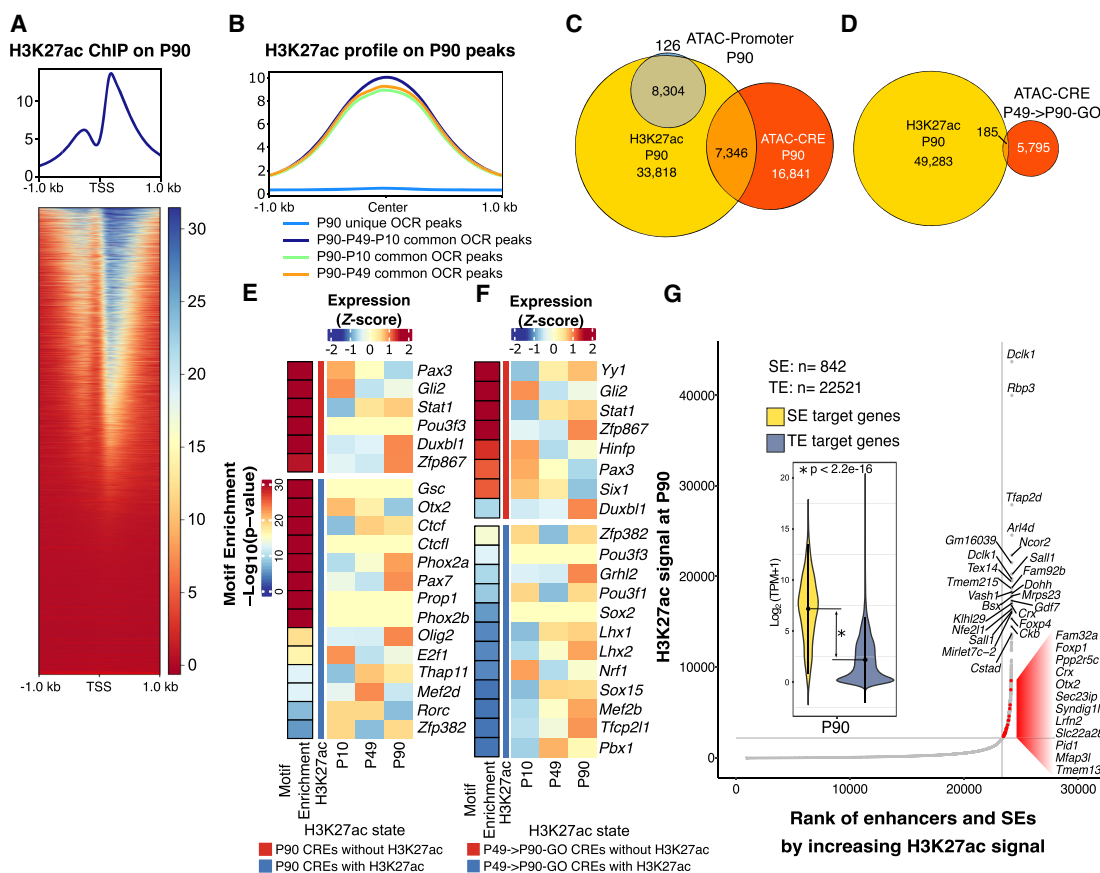 A
H3K27ac ChIP on P90
10
5
0
-1.0 kb
TSS
1.0 kb
30
25
20
15
10
5
0
-1.0 kb
TSS
1.0 kb
B
H3K27ac profile on P90 peaks
10
8
6
4
2
0
-1.0 kb
Center
1.0 kb
P90 unique OCR peaks
P90-P49-P10 common OCR peaks
P90-P10 common OCR peaks
P90-P49 common OCR peaks
C
126
ATAC-Promoter
P90
8,304
H3K27ac
P90
33,818
7,346
ATAC-CRE
P90
16,841
D
ATAC-CRE
P49->P90-GO
H3K27ac
P90
49,283
185
5,795
E
Expression
(Z-score)
-2 -1 0 1 2
Pax3
Gli2
Stat1
Pou3f3
Duxbl1
Zfp867
Gsc
Otx2
Ctcf
Ctcfl
Phox2a
Pax7
Prop1
Phox2b
Olig2
E2f1
Thap11
Mef2d
Rorc
Zfp382
Motif Enrichment
-Log10(p-value)
0 10 20 30
Motif
Enrichment
H3K27ac
P10
P49
P90
H3K27ac state
P90 CREs without H3K27ac
P90 CREs with H3K27ac
F
Expression
(Z-score)
-2 -1 0 1 2
Yy1
Gli2
Stat1
Zfp867
Hinfp
Pax3
Six1
Duxbl1
Zfp382
Pou3f3
Grhl2
Pou3f1
Sox2
Lhx1
Lhx2
Nrf1
Sox15
Mef2b
Tfcp2l1
Pbx1
Motif
Enrichment
H3K27ac
P10
P49
P90
H3K27ac state
P49->P90-GO CREs without H3K27ac
P49->P90-GO CREs with H3K27ac
G
H3K27ac signal at P90
40000
30000
20000
10000
0
SE: n= 842
TE: n= 22521
SE target genes
TE target genes
* p < 2.2e-16
Log2 (TPM+1)
20
15
10
5
0
*
P90
Dclk1
Rbp3
Tfap2d
Arl4d
Gm16039
Ncor2
Dclk1
Sall1
Tex14
Fam92b
Tmem215
Dohh
Vash1
Mrps23
Bsx
Gdf7
Klhl29
Crx
Nfe2l1
Foxp4
Sall1
Ckb
Mirlet7c-2
Cstad
Fam32a
Foxp1
Ppp2r5c
Crx
Otx2
Sec23ip
Syndig1l
Lrfn2
Pid1
Mfap3l
0
10000
20000
30000
Rank of enhancers and SEs
by increasing H3K27ac signal